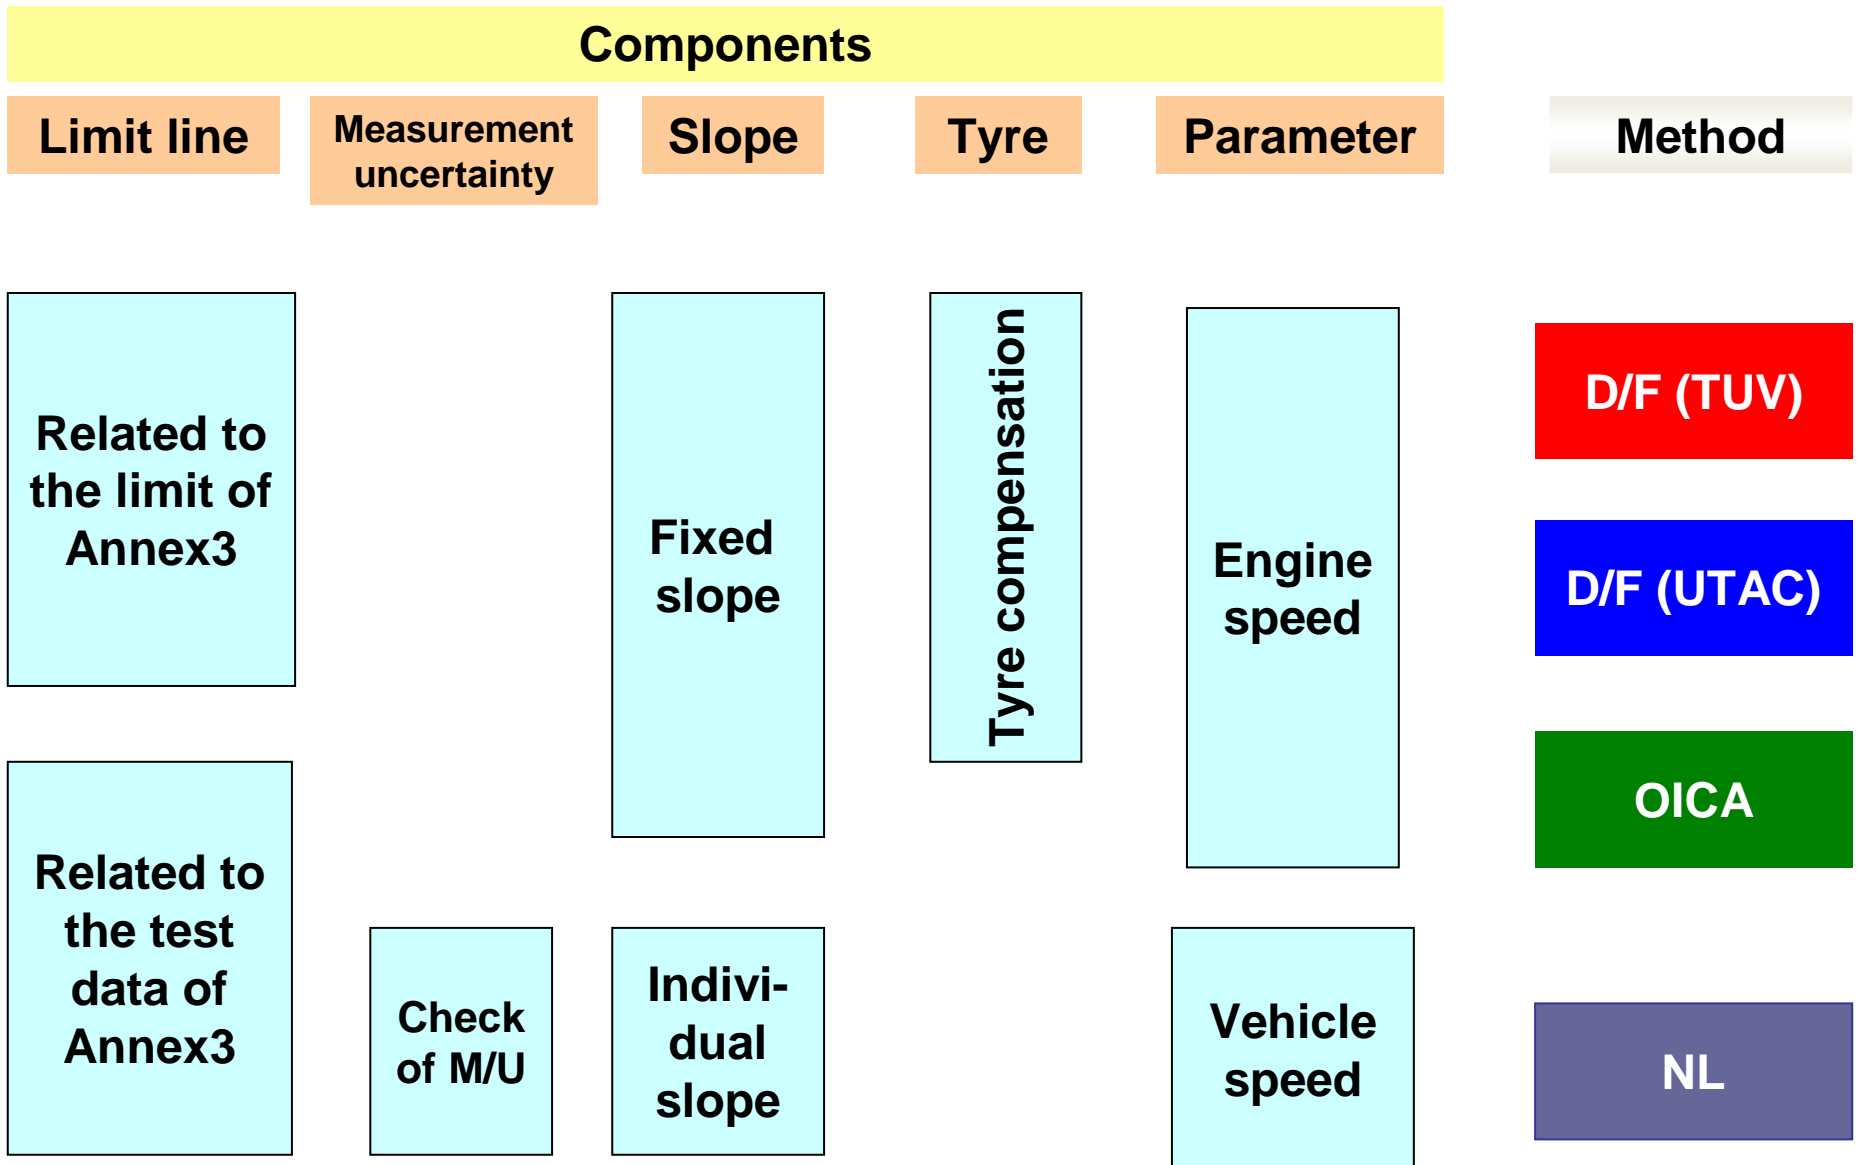 Components
Limit line
Measurement
uncertainty
Slope
Tyre
Parameter
Method
Related to
the limit of
Annex3
Fixed
slope
Tyre compensation
Engine
speed
D/F (TUV)
D/F (UTAC)
OICA
Related to
the test
data of
Annex3
Check
of M/U
Indivi-
dual
slope
Vehicle
speed
NL